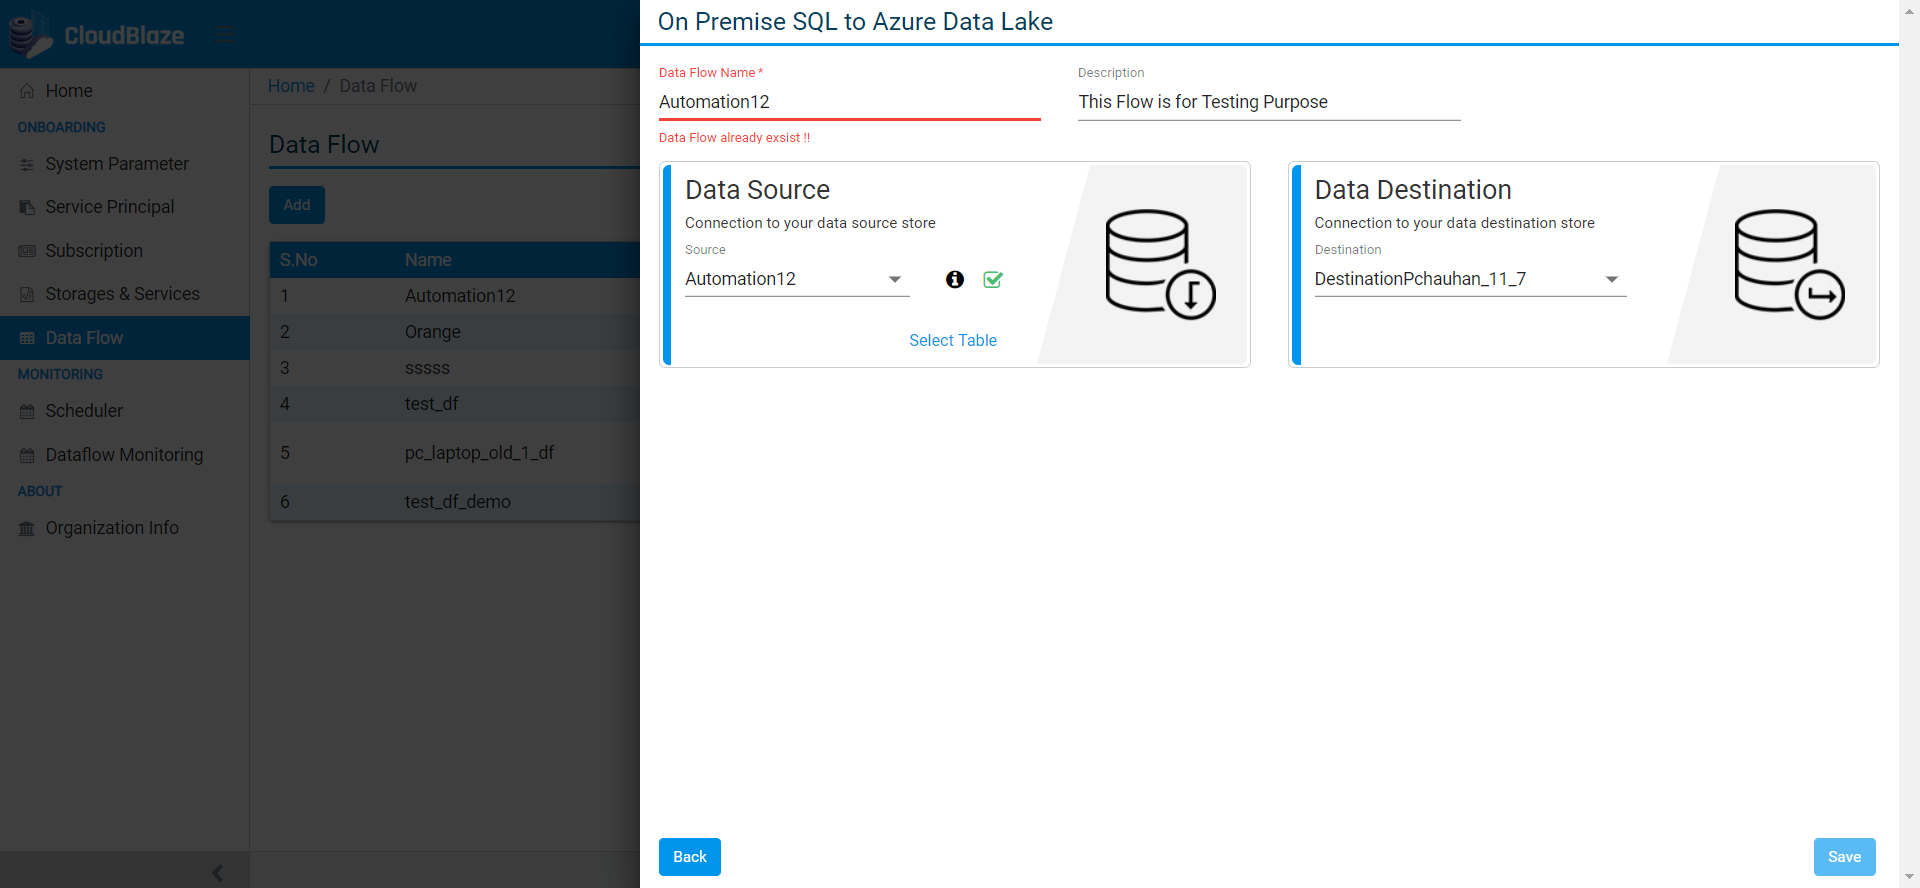 CloudBlaze
Home
ONBOARDING
System Parameter
Service Principal
Subscription
Storages & Services
Data Flow
MONITORING
Scheduler
Dataflow Monitoring
ABOUT
Organization Info
Home / Data Flow
Data Flow
Add
S.No Name
1 Automation12
2 Orange
3 sssss
4 test_df
5 pc_laptop_old_1_df
6 test_df_demo
On Premise SQL to Azure Data Lake
Data Flow Name * Description
Automation12 This Flow is for Testing Purpose
Data Flow already exsist !!
Data Source
Connection to your data source store
Source
Automation12
Select Table
Data Destination
Connection to your data destination store
Destination
DestinationPchauhan_11_7
Back Save